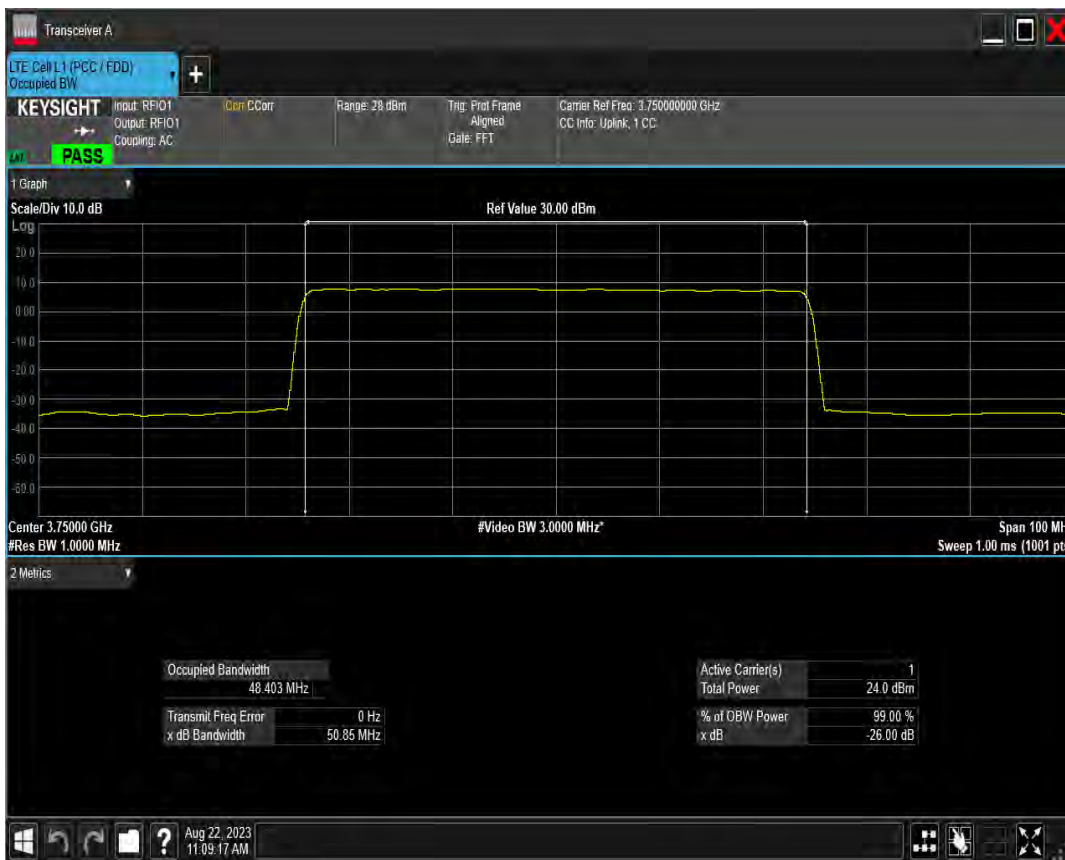 Transceiver A
LTE Cell L1 (PCC / FDD)
Occupied BW
+
KEYSIGHT
PASS
Input: RFIO1
Output: RFIO1
Coupling: AC
Corr CCorr
Range: 28 dBm
Trig: Prot Frame
Aligned
Gate: FFT
Carrier Ref Freq: 3.750000000 GHz
CC Info: Uplink, 1 CC
1 Graph
Scale/Div 10.0 dB
Ref Value 30.00 dBm
Log
20.0
10.0
0.00
-10.0
-20.0
-30.0
-40.0
-50.0
-60.0
Center 3.75000 GHz
#Video BW 3.0000 MHz*
Span 100 MH
#Res BW 1.0000 MHz
Sweep 1.00 ms (1001 pts
2 Metrics
Occupied Bandwidth
48.403 MHz
Transmit Freq Error 0 Hz
x dB Bandwidth 50.85 MHz
Active Carrier(s) 1
Total Power 24.0 dBm
% of OBW Power 99.00 %
x dB -26.00 dB
?
Aug 22, 2023
11:09:17 AM